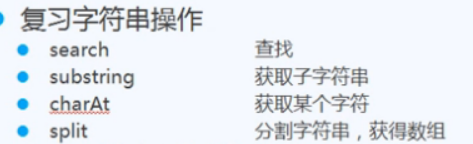 复习字符串操作
search 查找
substring 获取子字符串
charAt 获取某个字符
split 分割字符串，获得数组